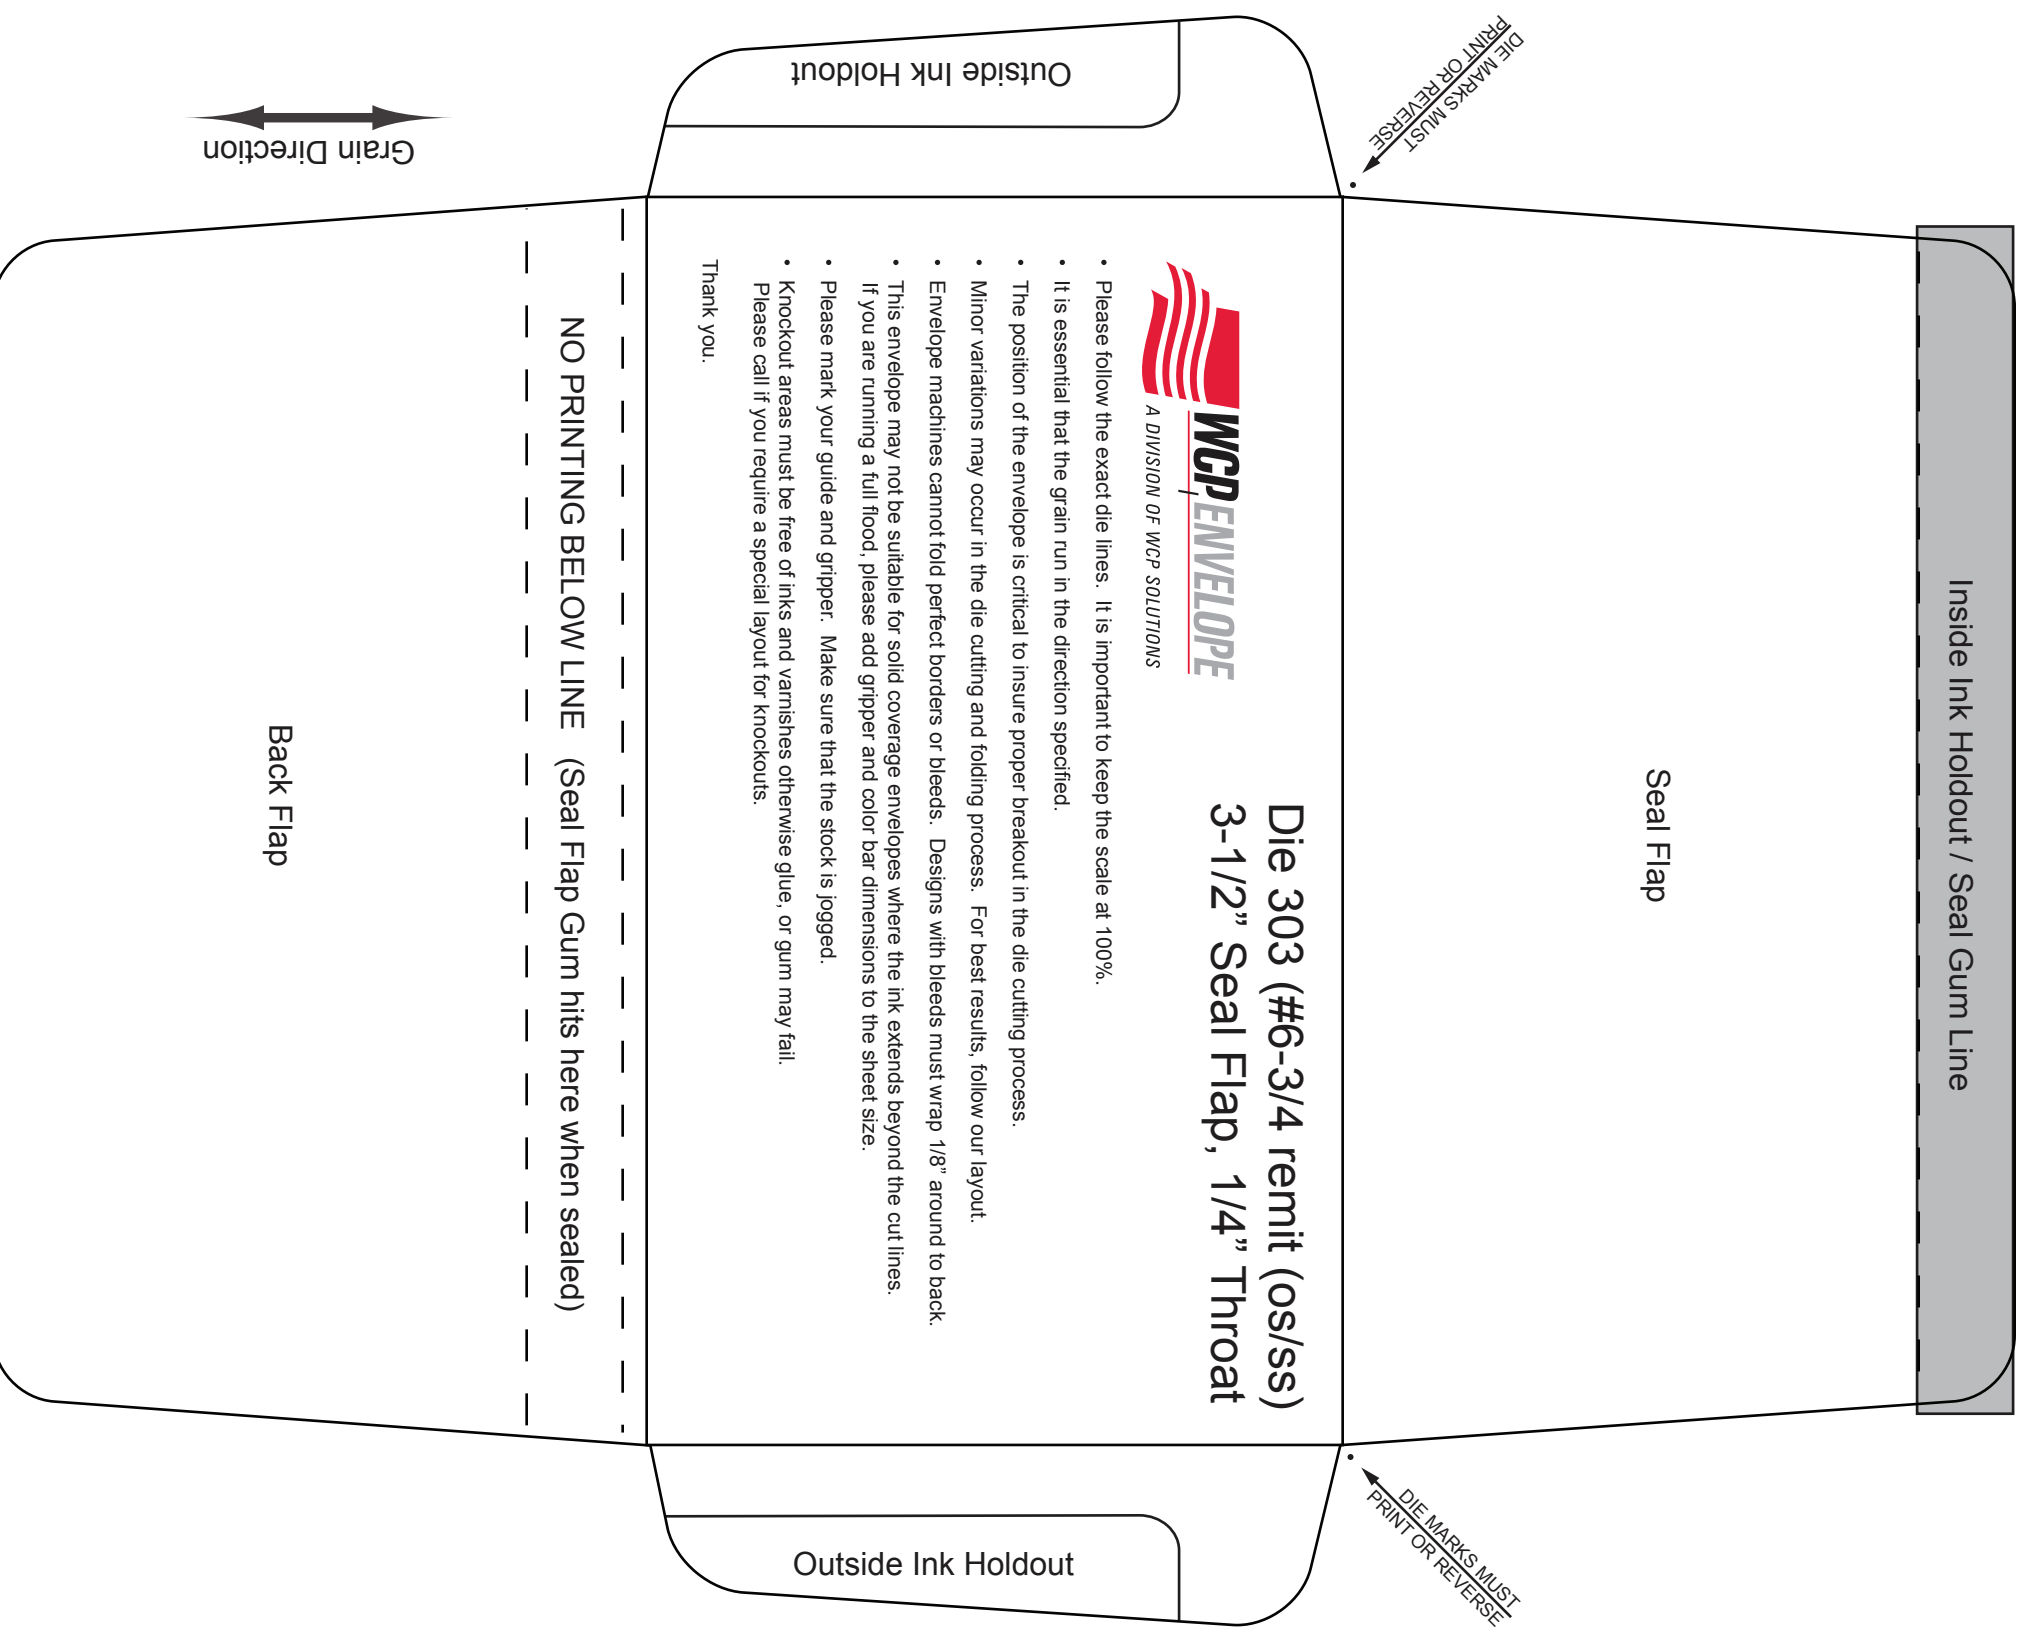 Inside Ink Holdout / Seal Gum Line
Seal Flap
DIE MARKS MUST
PRINT OR REVERSE
DIE MARKS MUST
PRINT OR REVERSE
Die 303 (#6-3/4 remit (os/ss)
3-1/2” Seal Flap, 1/4” Throat
WCP ENVELOPE
A DIVISION OF WCP SOLUTIONS
• Please follow the exact die lines. It is important to keep the scale at 100%.
• It is essential that the grain run in the direction specified.
• The position of the envelope is critical to insure proper breakout in the die cutting process.
• Minor variations may occur in the die cutting and folding process. For best results, follow our layout.
• Envelope machines cannot fold perfect borders or bleeds. Designs with bleeds must wrap 1/8” around to back.
• This envelope may not be suitable for solid coverage envelopes where the ink extends beyond the cut lines.
If you are running a full flood, please add gripper and color bar dimensions to the sheet size.
• Please mark your guide and gripper. Make sure that the stock is jogged.
• Knockout areas must be free of inks and varnishes otherwise glue, or gum may fail.
Please call if you require a special layout for knockouts.
Thank you.
Outside Ink Holdout
Outside Ink Holdout
NO PRINTING BELOW LINE (Seal Flap Gum hits here when sealed)
Back Flap
Grain Direction